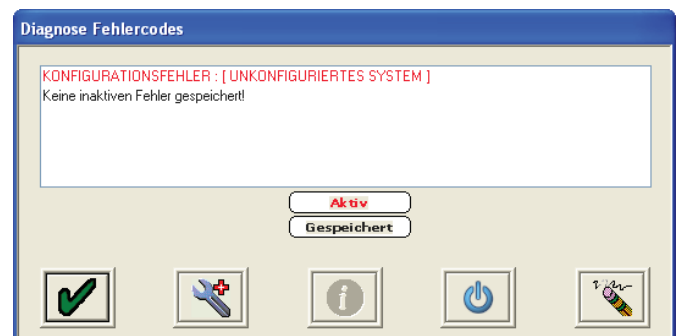 Diagnose Fehlercodes
KONFIGURATIONSFEHLER : [ UNKONFIGURIERTES SYSTEM ]
Keine inaktiven Fehler gespeichert!
Aktiv
Gespeichert